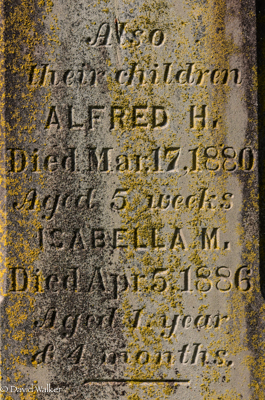 Also
their children
ALFRED H.
Died Mar. 17, 1880
Aged 5 weeks
ISABELLA M.
Died Apr. 5, 1886
Aged 1 year
& 4 months.
© David Walker